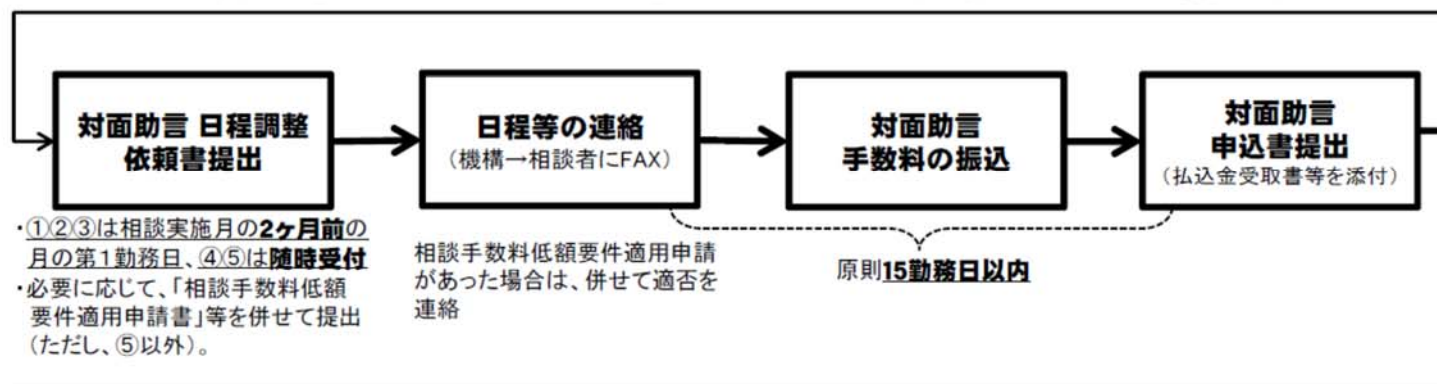 対面助言 日程調整
依頼書提出
日程等の連絡
(機構→相談者にFAX)
対面助言
手数料の振込
対面助言
申込書提出
(払込金受取書等を添付)
・①②③は相談実施月の2ヶ月前の
月の第1勤務日、④⑤は随時受付
・必要に応じて、「相談手数料低額
要件適用申請書」等を併せて提出
(ただし、⑤以外)。
相談手数料低額要件適用申請
があった場合は、併せて適否を
連絡
原則15勤務日以内